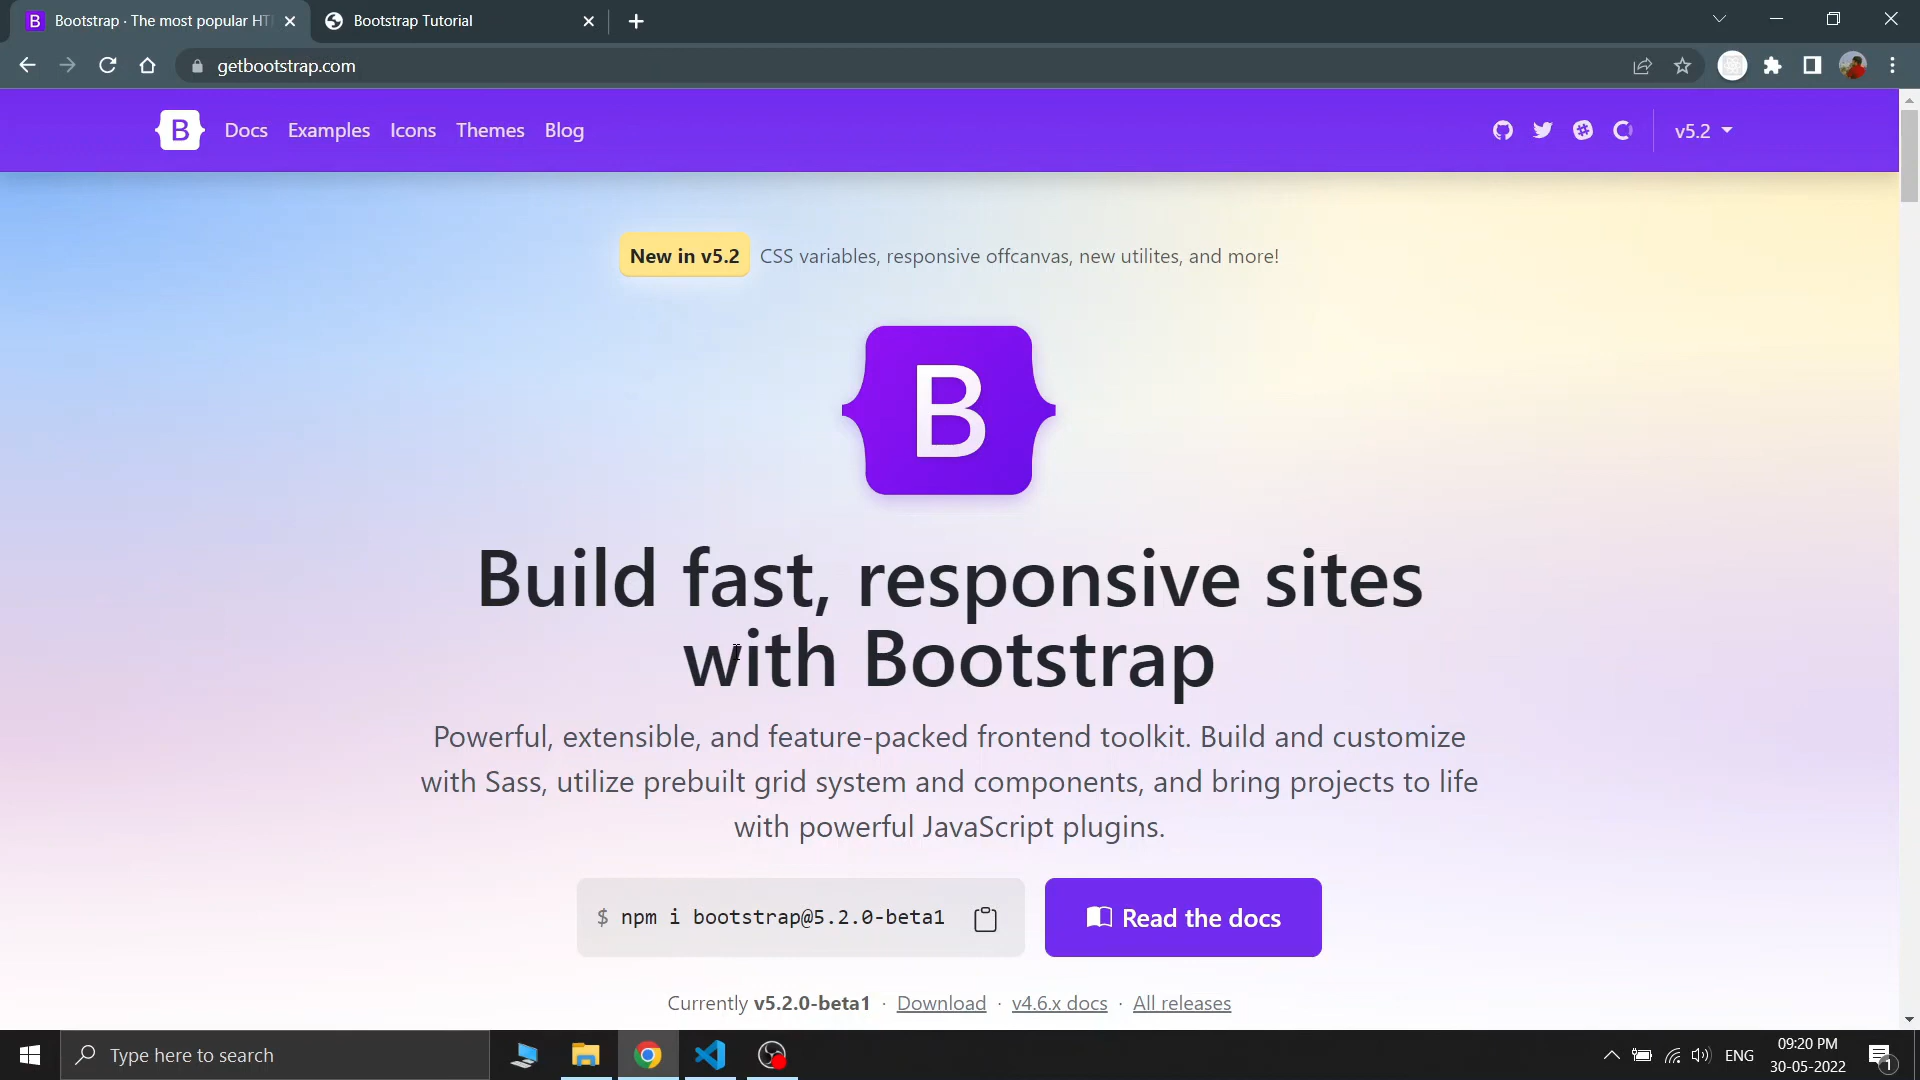 Bootstrap · The most popular HT
Bootstrap Tutorial
getbootstrap.com
B
Docs
Examples
Icons
Themes
Blog
v5.2
New in v5.2 CSS variables, responsive offcanvas, new utilites, and more!
B
Build fast, responsive sites
with Bootstrap
Powerful, extensible, and feature-packed frontend toolkit. Build and customize
with Sass, utilize prebuilt grid system and components, and bring projects to life
with powerful JavaScript plugins.
$ npm i bootstrap@5.2.0-beta1
Read the docs
Currently v5.2.0-beta1 · Download · v4.6.x docs · All releases
Type here to search
ENG
09:20 PM
30-05-2022
1